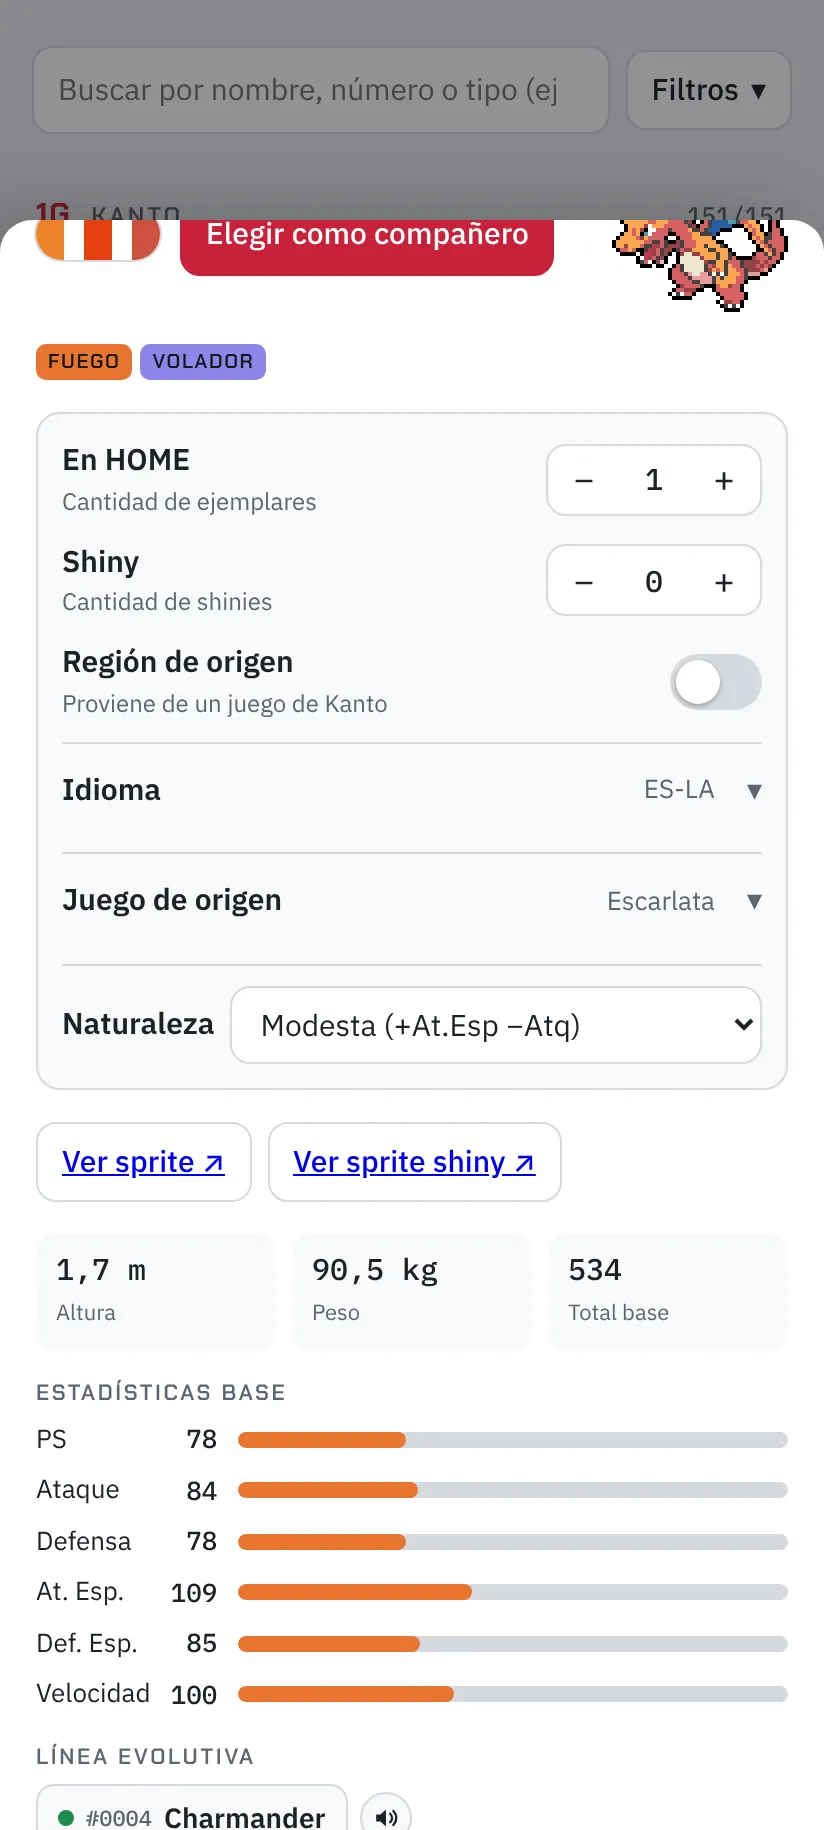 Buscar por nombre, número o tipo (ej
Filtros ▾
1G KANTO 151/151
Elegir como compañero
FUEGO VOLADOR
En HOME
Cantidad de ejemplares
− 1 +
Shiny
Cantidad de shinies
− 0 +
Región de origen
Proviene de un juego de Kanto
Idioma ES-LA ▾
Juego de origen Escarlata ▾
Naturaleza Modesta (+At.Esp −Atq)
Ver sprite ↗ Ver sprite shiny ↗
1,7 m 90,5 kg 534
Altura Peso Total base
ESTADÍSTICAS BASE
PS 78
Ataque 84
Defensa 78
At. Esp. 109
Def. Esp. 85
Velocidad 100
LÍNEA EVOLUTIVA
#0004 Charmander